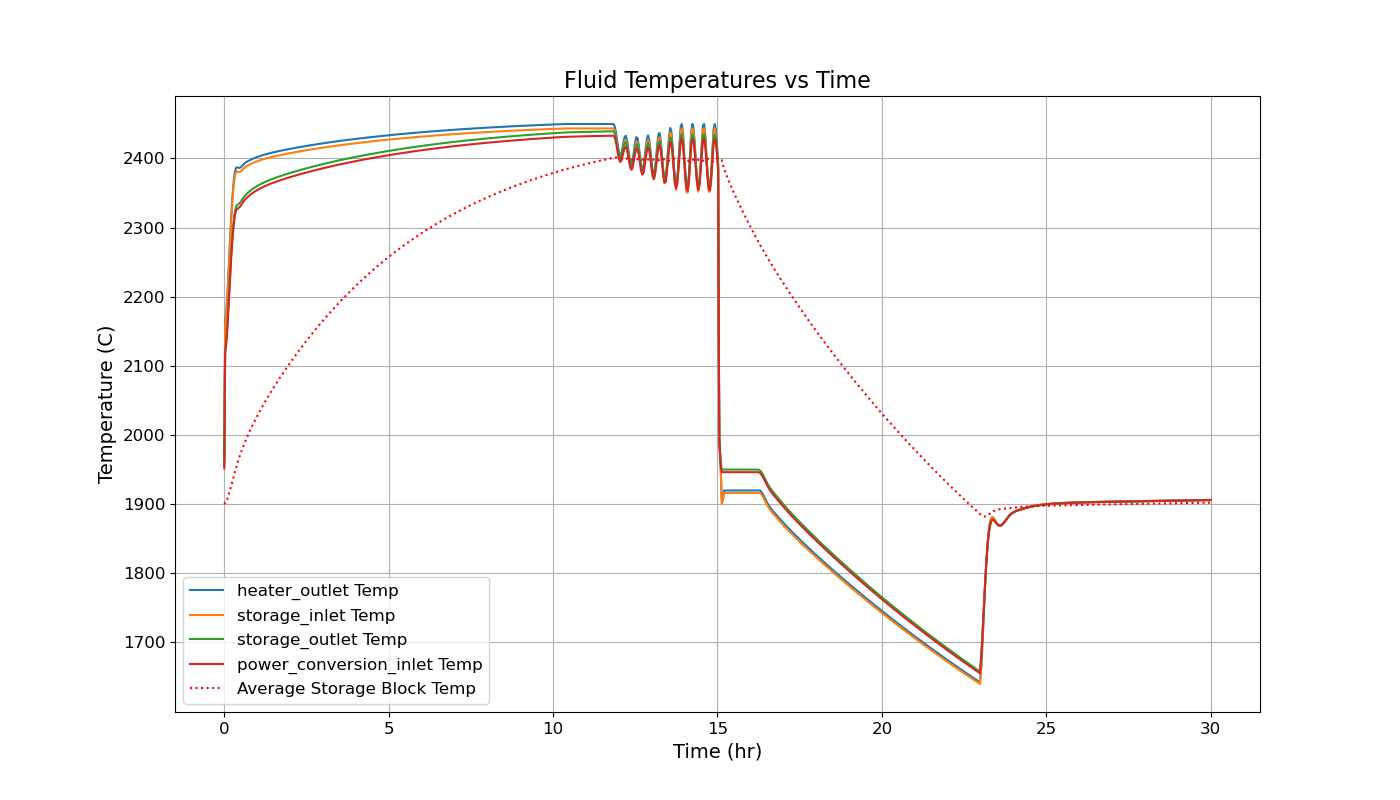 Fluid Temperatures vs Time
Temperature (C)
2400
2300
2200
2100
2000
1900
1800
1700
heater_outlet Temp
storage_inlet Temp
storage_outlet Temp
power_conversion_inlet Temp
Average Storage Block Temp
0 5 10 15 20 25 30
Time (hr)